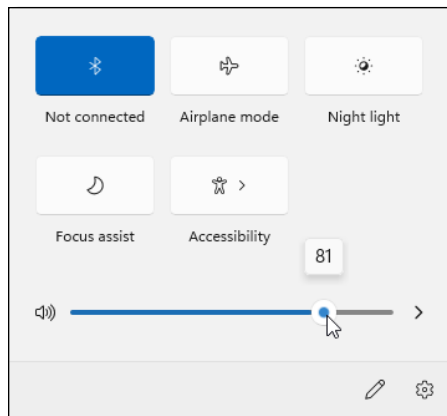 Not connected
Airplane mode
Night light
Focus assist
Accessibility
81